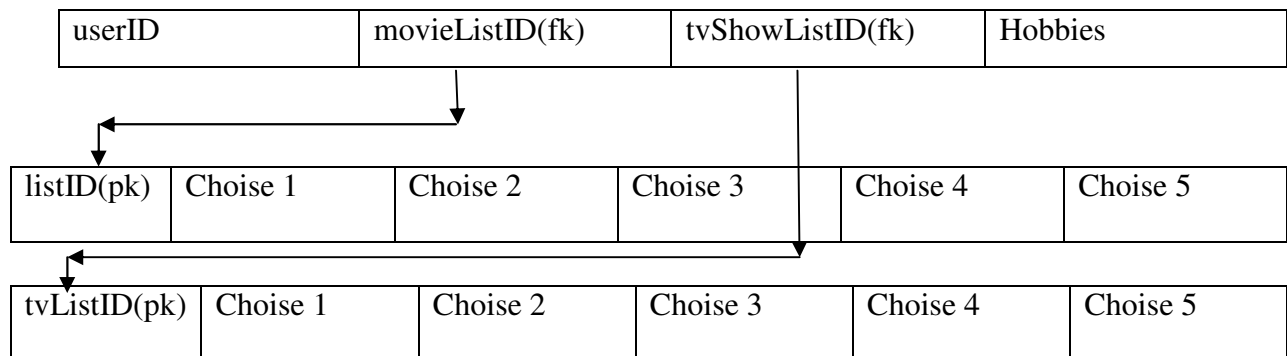 userID movieListID(fk) tvShowListID(fk) Hobbies
listID(pk) Choise 1 Choise 2 Choise 3 Choise 4 Choise 5
tvListID(pk) Choise 1 Choise 2 Choise 3 Choise 4 Choise 5